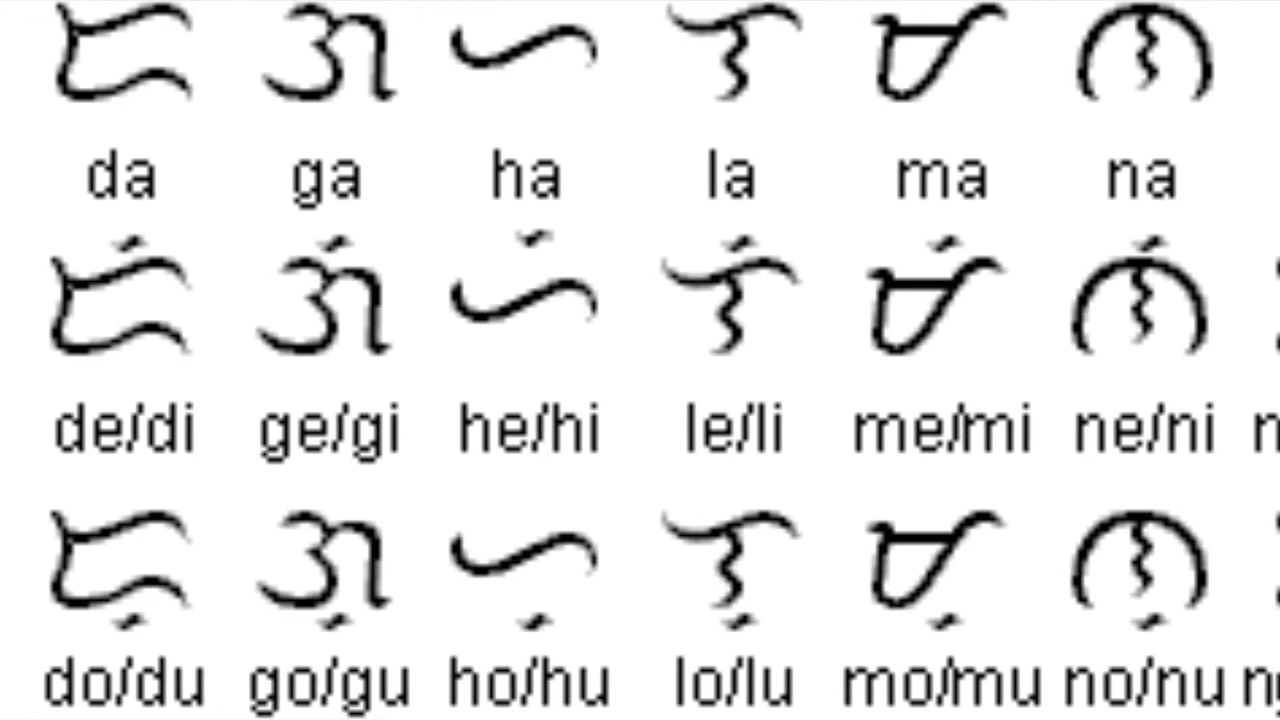 ᜇ ᜄ ᜑ ᜎ ᜋ ᜈ
da ga ha la ma na
ᜇᜒ ᜄᜒ ᜑᜒ ᜎᜒ ᜋᜒ ᜈᜒ
de/di ge/gi he/hi le/li me/mi ne/ni
ᜇᜓ ᜄᜓ ᜑᜓ ᜎᜓ ᜋᜓ ᜈᜓ
do/du go/gu ho/hu lo/lu mo/mu no/nu